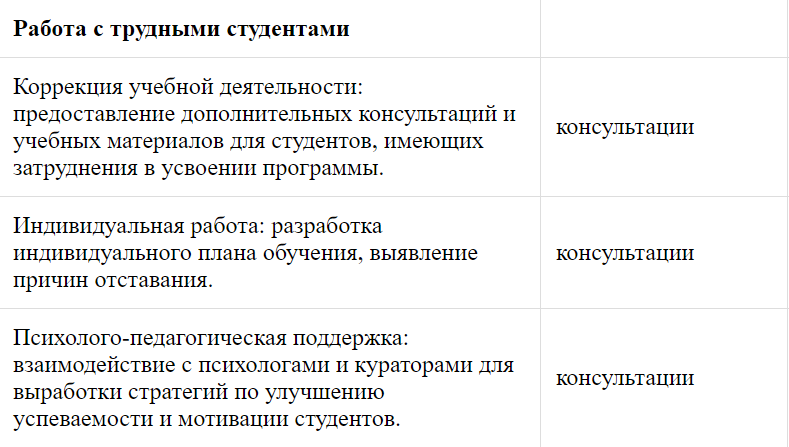 Работа с трудными студентами
Коррекция учебной деятельности:
предоставление дополнительных консультаций и
учебных материалов для студентов, имеющих
затруднения в усвоении программы.
консультации
Индивидуальная работа: разработка
индивидуального плана обучения, выявление
причин отставания.
консультации
Психолого-педагогическая поддержка:
взаимодействие с психологами и кураторами для
выработки стратегий по улучшению
успеваемости и мотивации студентов.
консультации